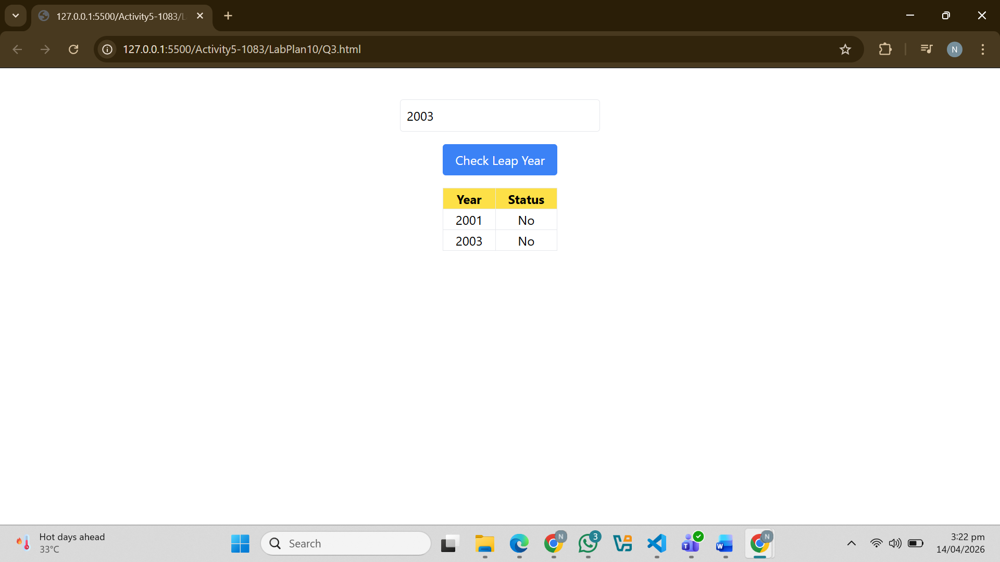 127.0.0.1:5500/Activity5-1083/L
127.0.0.1:5500/Activity5-1083/LabPlan10/Q3.html
N
2003
Check Leap Year
Year Status
2001 No
2003 No
Hot days ahead
33°C
Search
N
3
T
W
N
3:22 pm
14/04/2026